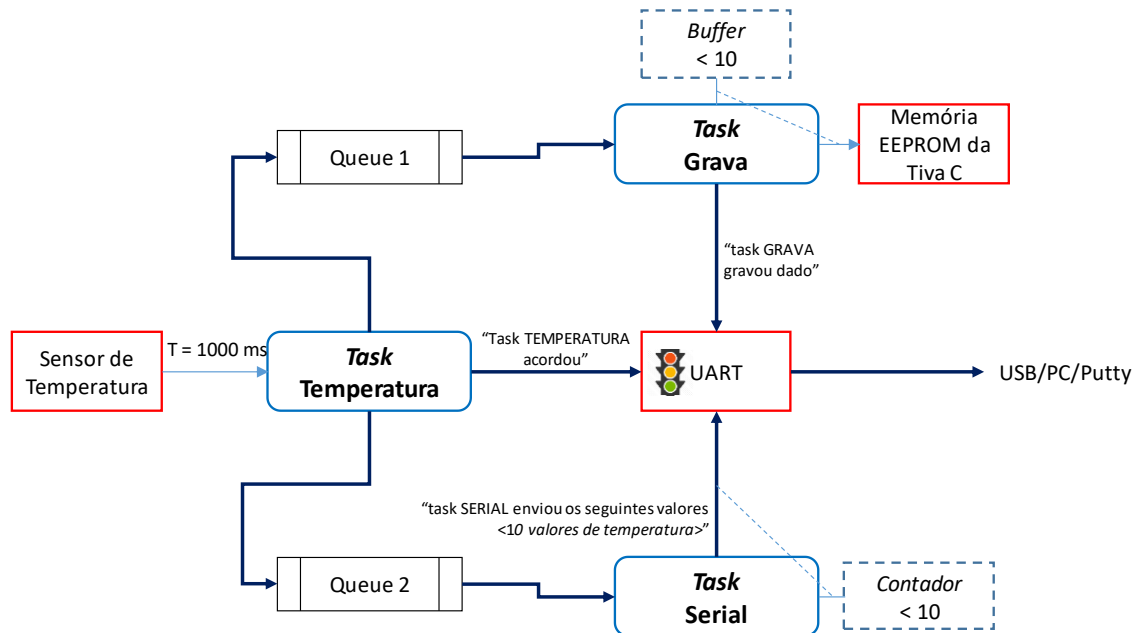 Buffer
< 10
Queue 1
Task
Grava
Memória
EEPROM da
Tiva C
“task GRAVA
gravou dado”
Sensor de
Temperatura
T = 1000 ms
Task
Temperatura
“Task TEMPERATURA
acordou”
UART
USB/PC/Putty
“task SERIAL enviou os seguintes valores
<10 valores de temperatura>”
Queue 2
Task
Serial
Contador
< 10